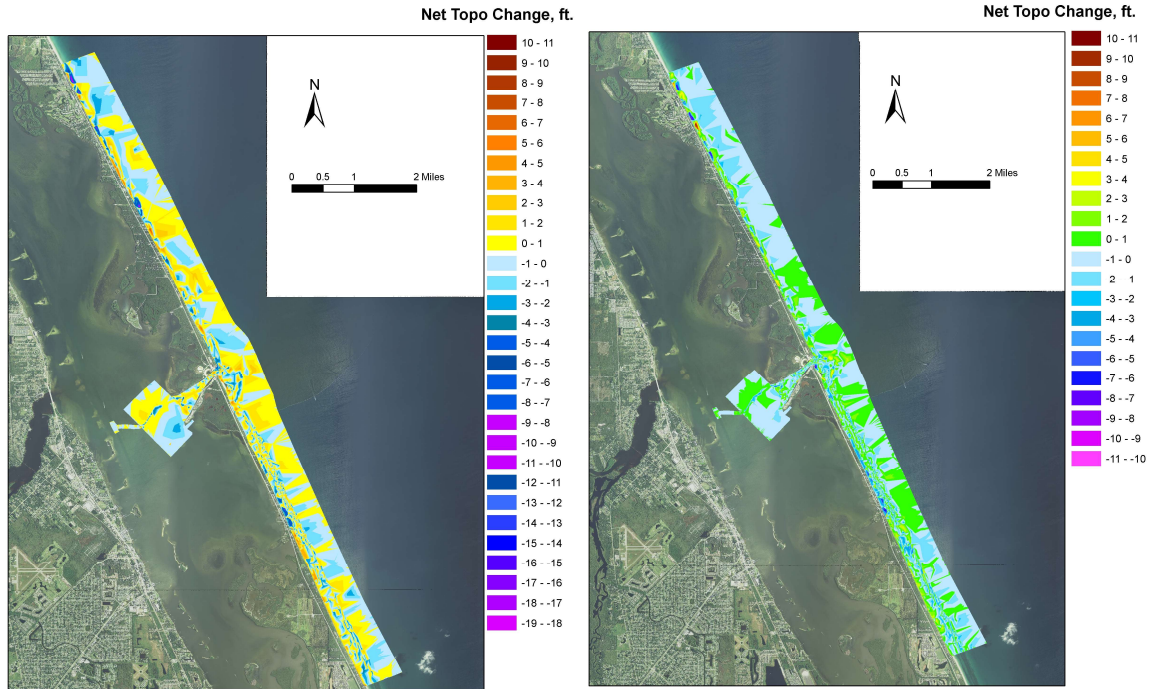 Net Topo Change, ft.
10 - 11
9 - 10
8 - 9
7 - 8
6 - 7
5 - 6
4 - 5
3 - 4
2 - 3
1 - 2
0 - 1
-1 - 0
-2 - -1
-3 - -2
-4 - -3
-5 - -4
-6 - -5
-7 - -6
-8 - -7
-9 - -8
-10 - -9
-11 - -10
-12 - -11
-13 - -12
-14 - -13
-15 - -14
-16 - -15
-17 - -16
-18 - -17
-19 - -18
N
0 0.5 1 2 Miles
Net Topo Change, ft.
10 - 11
9 - 10
8 - 9
7 - 8
6 - 7
5 - 6
4 - 5
3 - 4
2 - 3
1 - 2
0 - 1
-1 - 0
2 1
-3 - -2
-4 - -3
-5 - -4
-6 - -5
-7 - -6
-8 - -7
-9 - -8
-10 - -9
-11 - -10
N
0 0.5 1 2 Miles